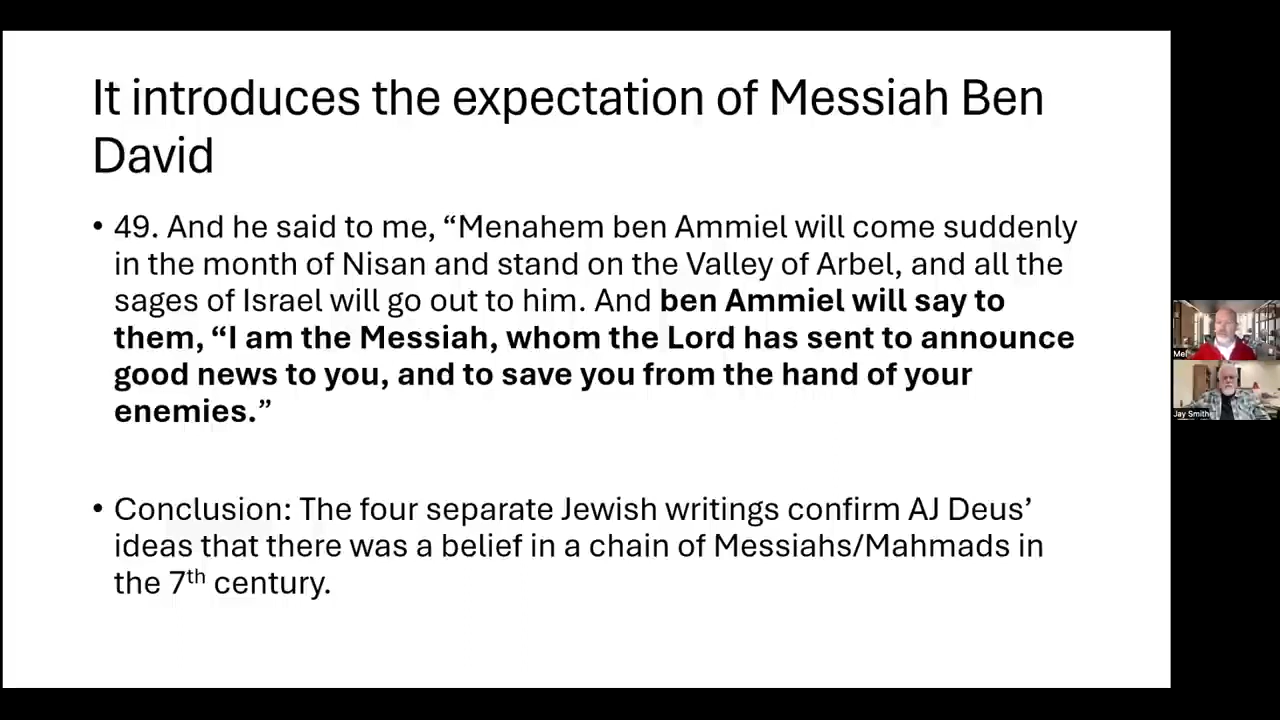 It introduces the expectation of Messiah Ben
David
• 49. And he said to me, “Menahem ben Ammiel will come suddenly
in the month of Nisan and stand on the Valley of Arbel, and all the
sages of Israel will go out to him. And ben Ammiel will say to
them, “I am the Messiah, whom the Lord has sent to announce
good news to you, and to save you from the hand of your
enemies.”
• Conclusion: The four separate Jewish writings confirm AJ Deus’
ideas that there was a belief in a chain of Messiahs/Mahmads in
the 7th century.
Mel
Jay Smith